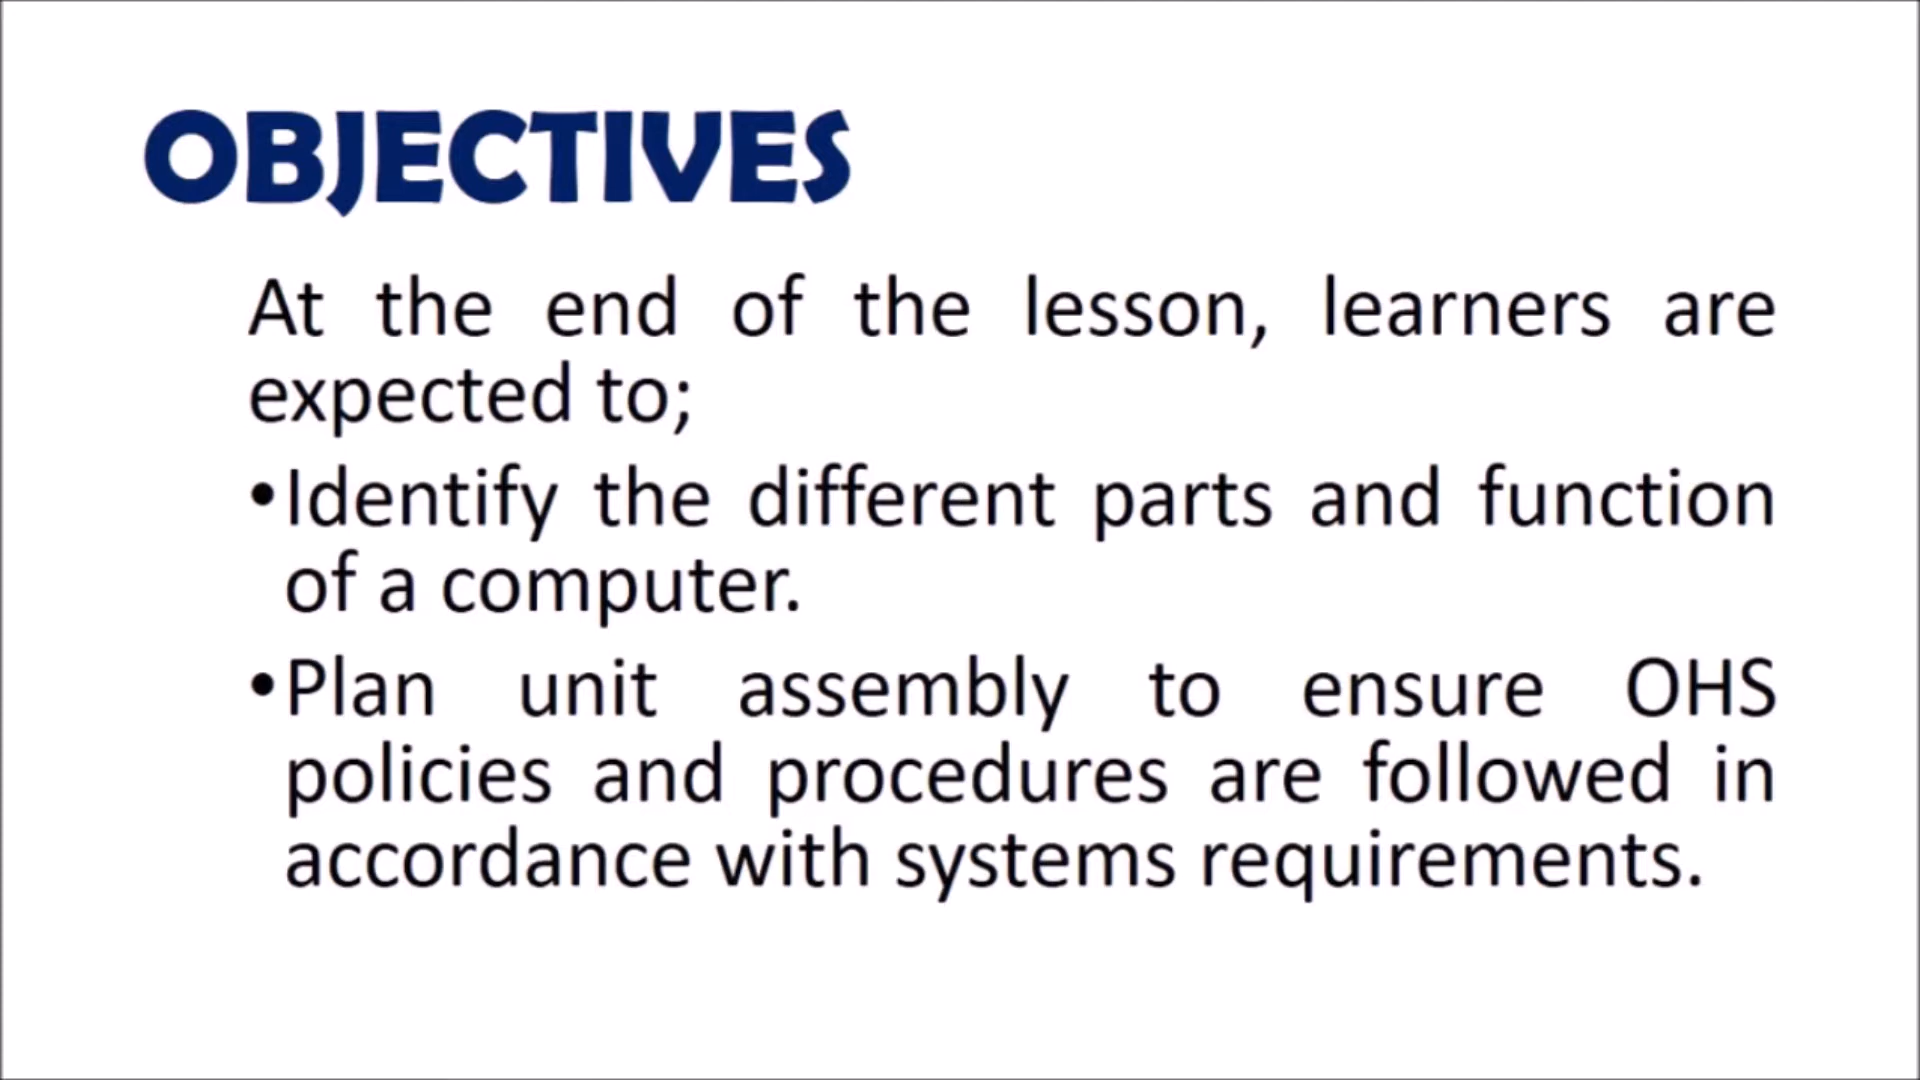 OBJECTIVES
At the end of the lesson, learners are
expected to;
•Identify the different parts and function
of a computer.
•Plan unit assembly to ensure OHS
policies and procedures are followed in
accordance with systems requirements.